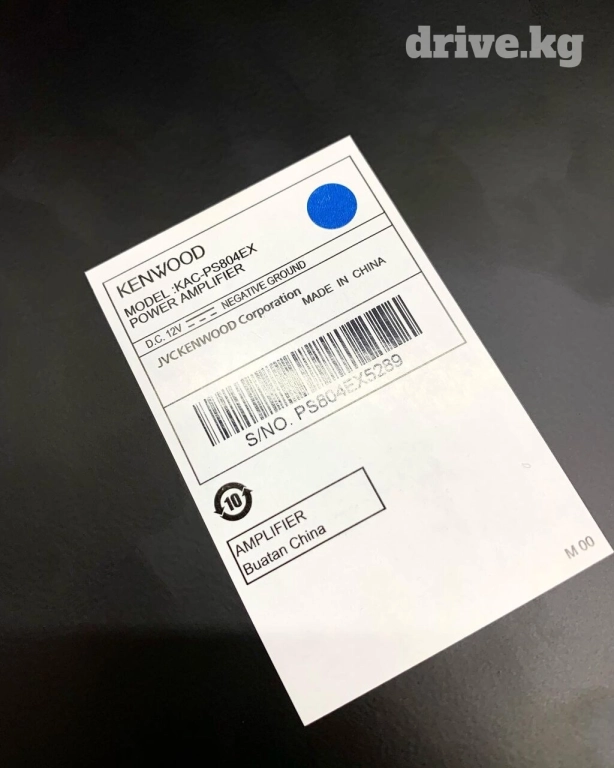 drive.kg
KENWOOD
MODEL :KAC-PS804EX
POWER AMPLIFIER
D.C. 12V NEGATIVE GROUND
JVCKENWOOD Corporation MADE IN CHINA
S/NO. PS804EX5289
10
AMPLIFIER
Buatan China
M 00